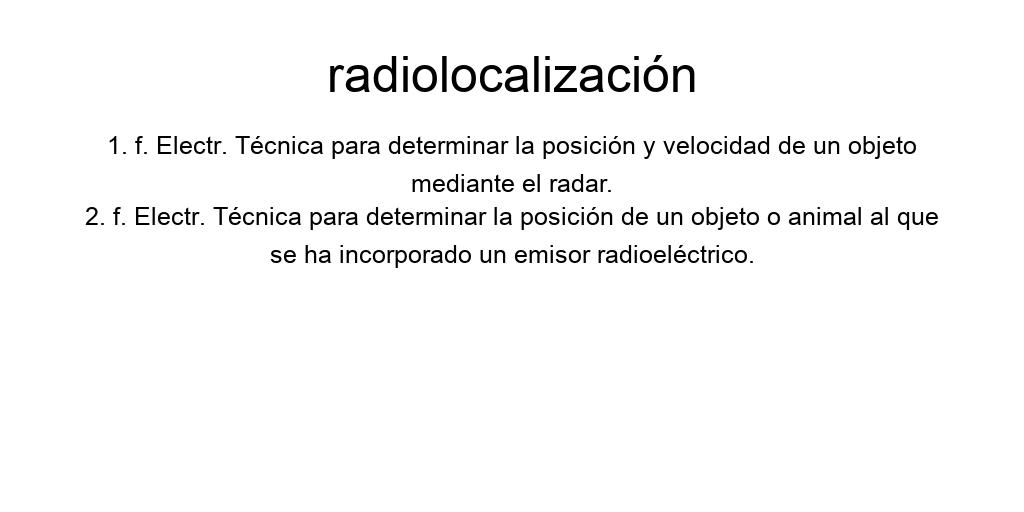 radiolocalización
1. f. Electr. Técnica para determinar la posición y velocidad de un objeto
mediante el radar.
2. f. Electr. Técnica para determinar la posición de un objeto o animal al que
se ha incorporado un emisor radioeléctrico.